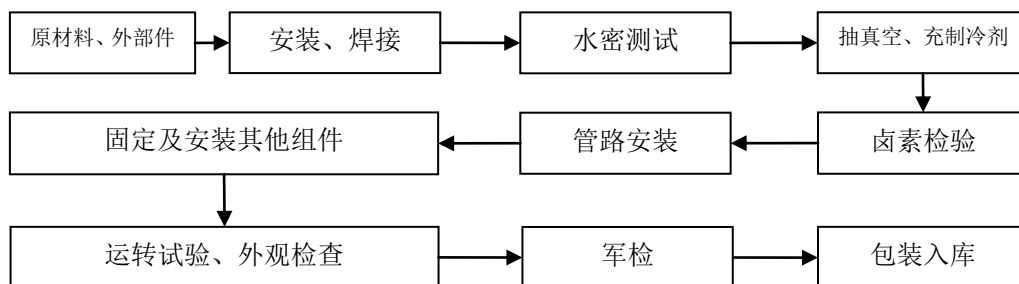 原材料、外部件
安装、焊接
水密测试
抽真空、充制冷剂
卤素检验
管路安装
固定及安装其他组件
运转试验、外观检查
军检
包装入库